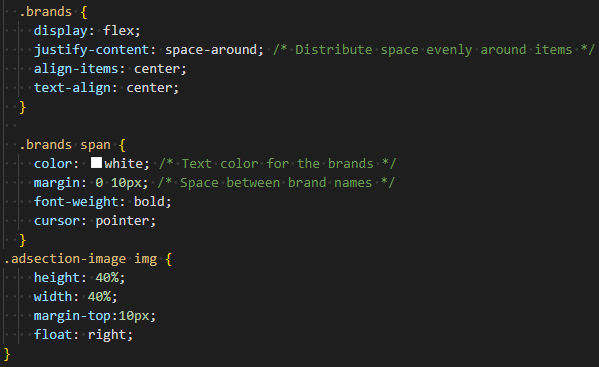 .brands {
display: flex;
justify-content: space-around; /* Distribute space evenly around items */
align-items: center;
text-align: center;
}
.brands span {
color: white; /* Text color for the brands */
margin: 0 10px; /* Space between brand names */
font-weight: bold;
cursor: pointer;
}
.adsection-image img {
height: 40%;
width: 40%;
margin-top:10px;
float: right;
}